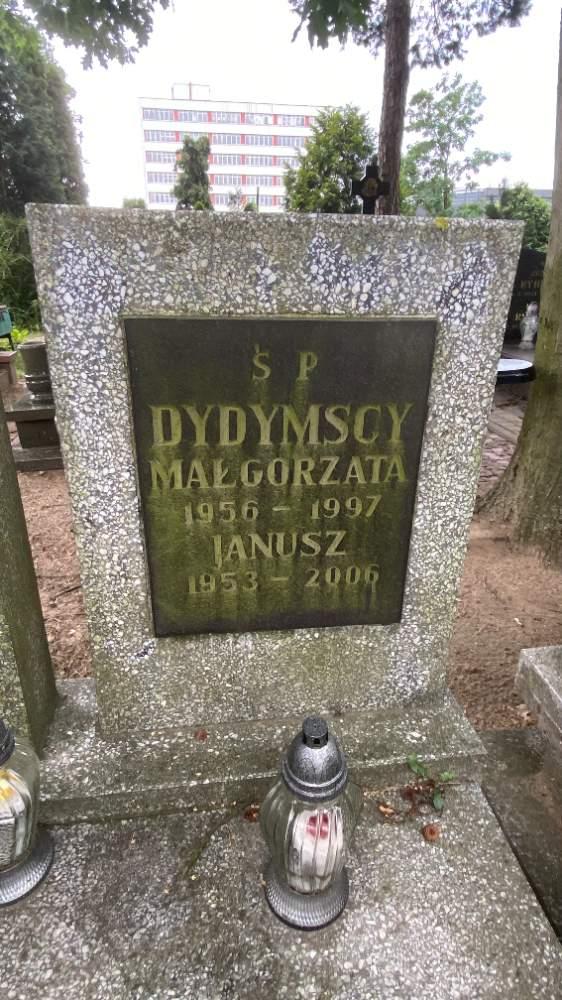 Ś P
DYDYMSCY
MAŁGORZATA
1956 - 1997
JANUSZ
1953 - 2006